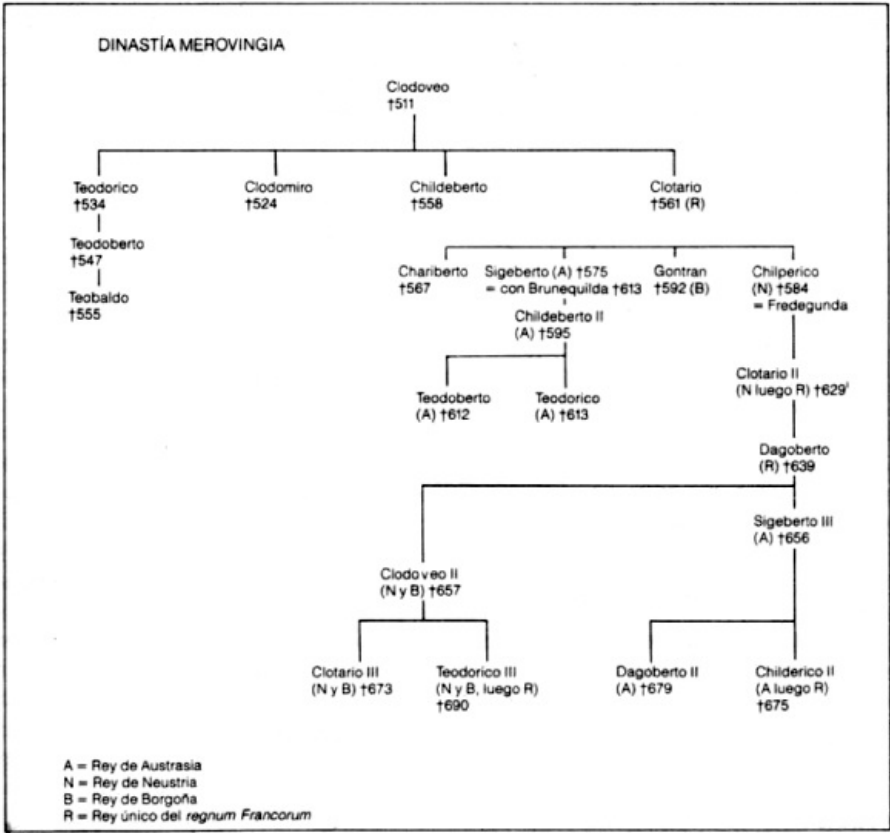 DINASTÍA MEROVINGIA
Clodoveo
†511
Teodorico
†534
Clodomiro
†524
Childeberto
†558
Clotario
†561 (R)
Teodoberto
†547
Teobaldo
†555
Chariberto
†567
Sigeberto (A) †575
= con Brunequilda †613
Gontran
†592 (B)
Chilperico
(N) †584
= Fredegunda
Childeberto II
(A) †595
Teodoberto
(A) †612
Teodorico
(A) †613
Clotario II
(N luego R) †629
Dagoberto
(R) †639
Sigeberto III
(A) †656
Clodoveo II
(N y B) †657
Clotario III
(N y B) †673
Teodorico III
(N y B, luego R)
†690
Dagoberto II
(A) †679
Childerico II
(A luego R)
†675
A = Rey de Austrasia
N = Rey de Neustria
B = Rey de Borgoña
R = Rey único del regnum Francorum